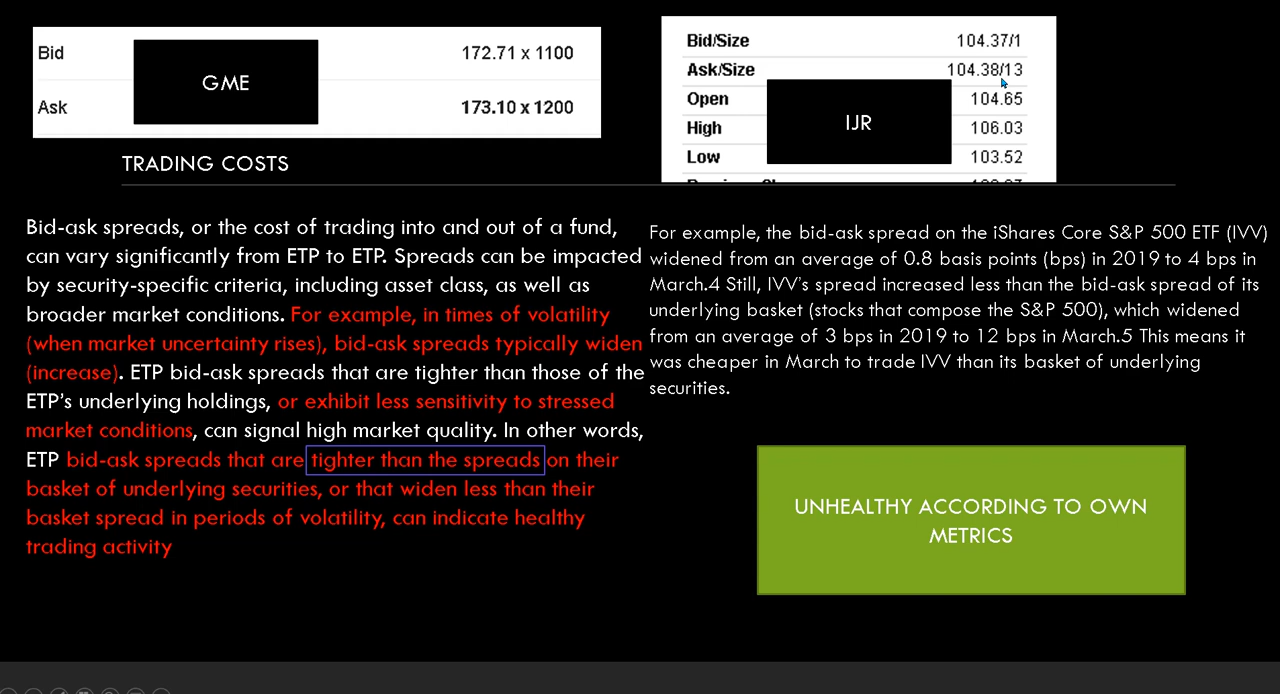 Bid 172.71 x 1100
GME
Ask 173.10 x 1200
Bid/Size 104.37/1
Ask/Size 104.38/13
Open 104.65
IJR
High 106.03
Low 103.52
TRADING COSTS
Bid-ask spreads, or the cost of trading into and out of a fund,
can vary significantly from ETP to ETP. Spreads can be impacted
by security-specific criteria, including asset class, as well as
broader market conditions. For example, in times of volatility
(when market uncertainty rises), bid-ask spreads typically widen
(increase). ETP bid-ask spreads that are tighter than those of the
ETP’s underlying holdings, or exhibit less sensitivity to stressed
market conditions, can signal high market quality. In other words,
ETP bid-ask spreads that are tighter than the spreads on their
basket of underlying securities, or that widen less than their
basket spread in periods of volatility, can indicate healthy
trading activity
For example, the bid-ask spread on the iShares Core S&P 500 ETF (IVV)
widened from an average of 0.8 basis points (bps) in 2019 to 4 bps in
March.4 Still, IVV’s spread increased less than the bid-ask spread of its
underlying basket (stocks that compose the S&P 500), which widened
from an average of 3 bps in 2019 to 12 bps in March.5 This means it
was cheaper in March to trade IVV than its basket of underlying
securities.
UNHEALTHY ACCORDING TO OWN
METRICS